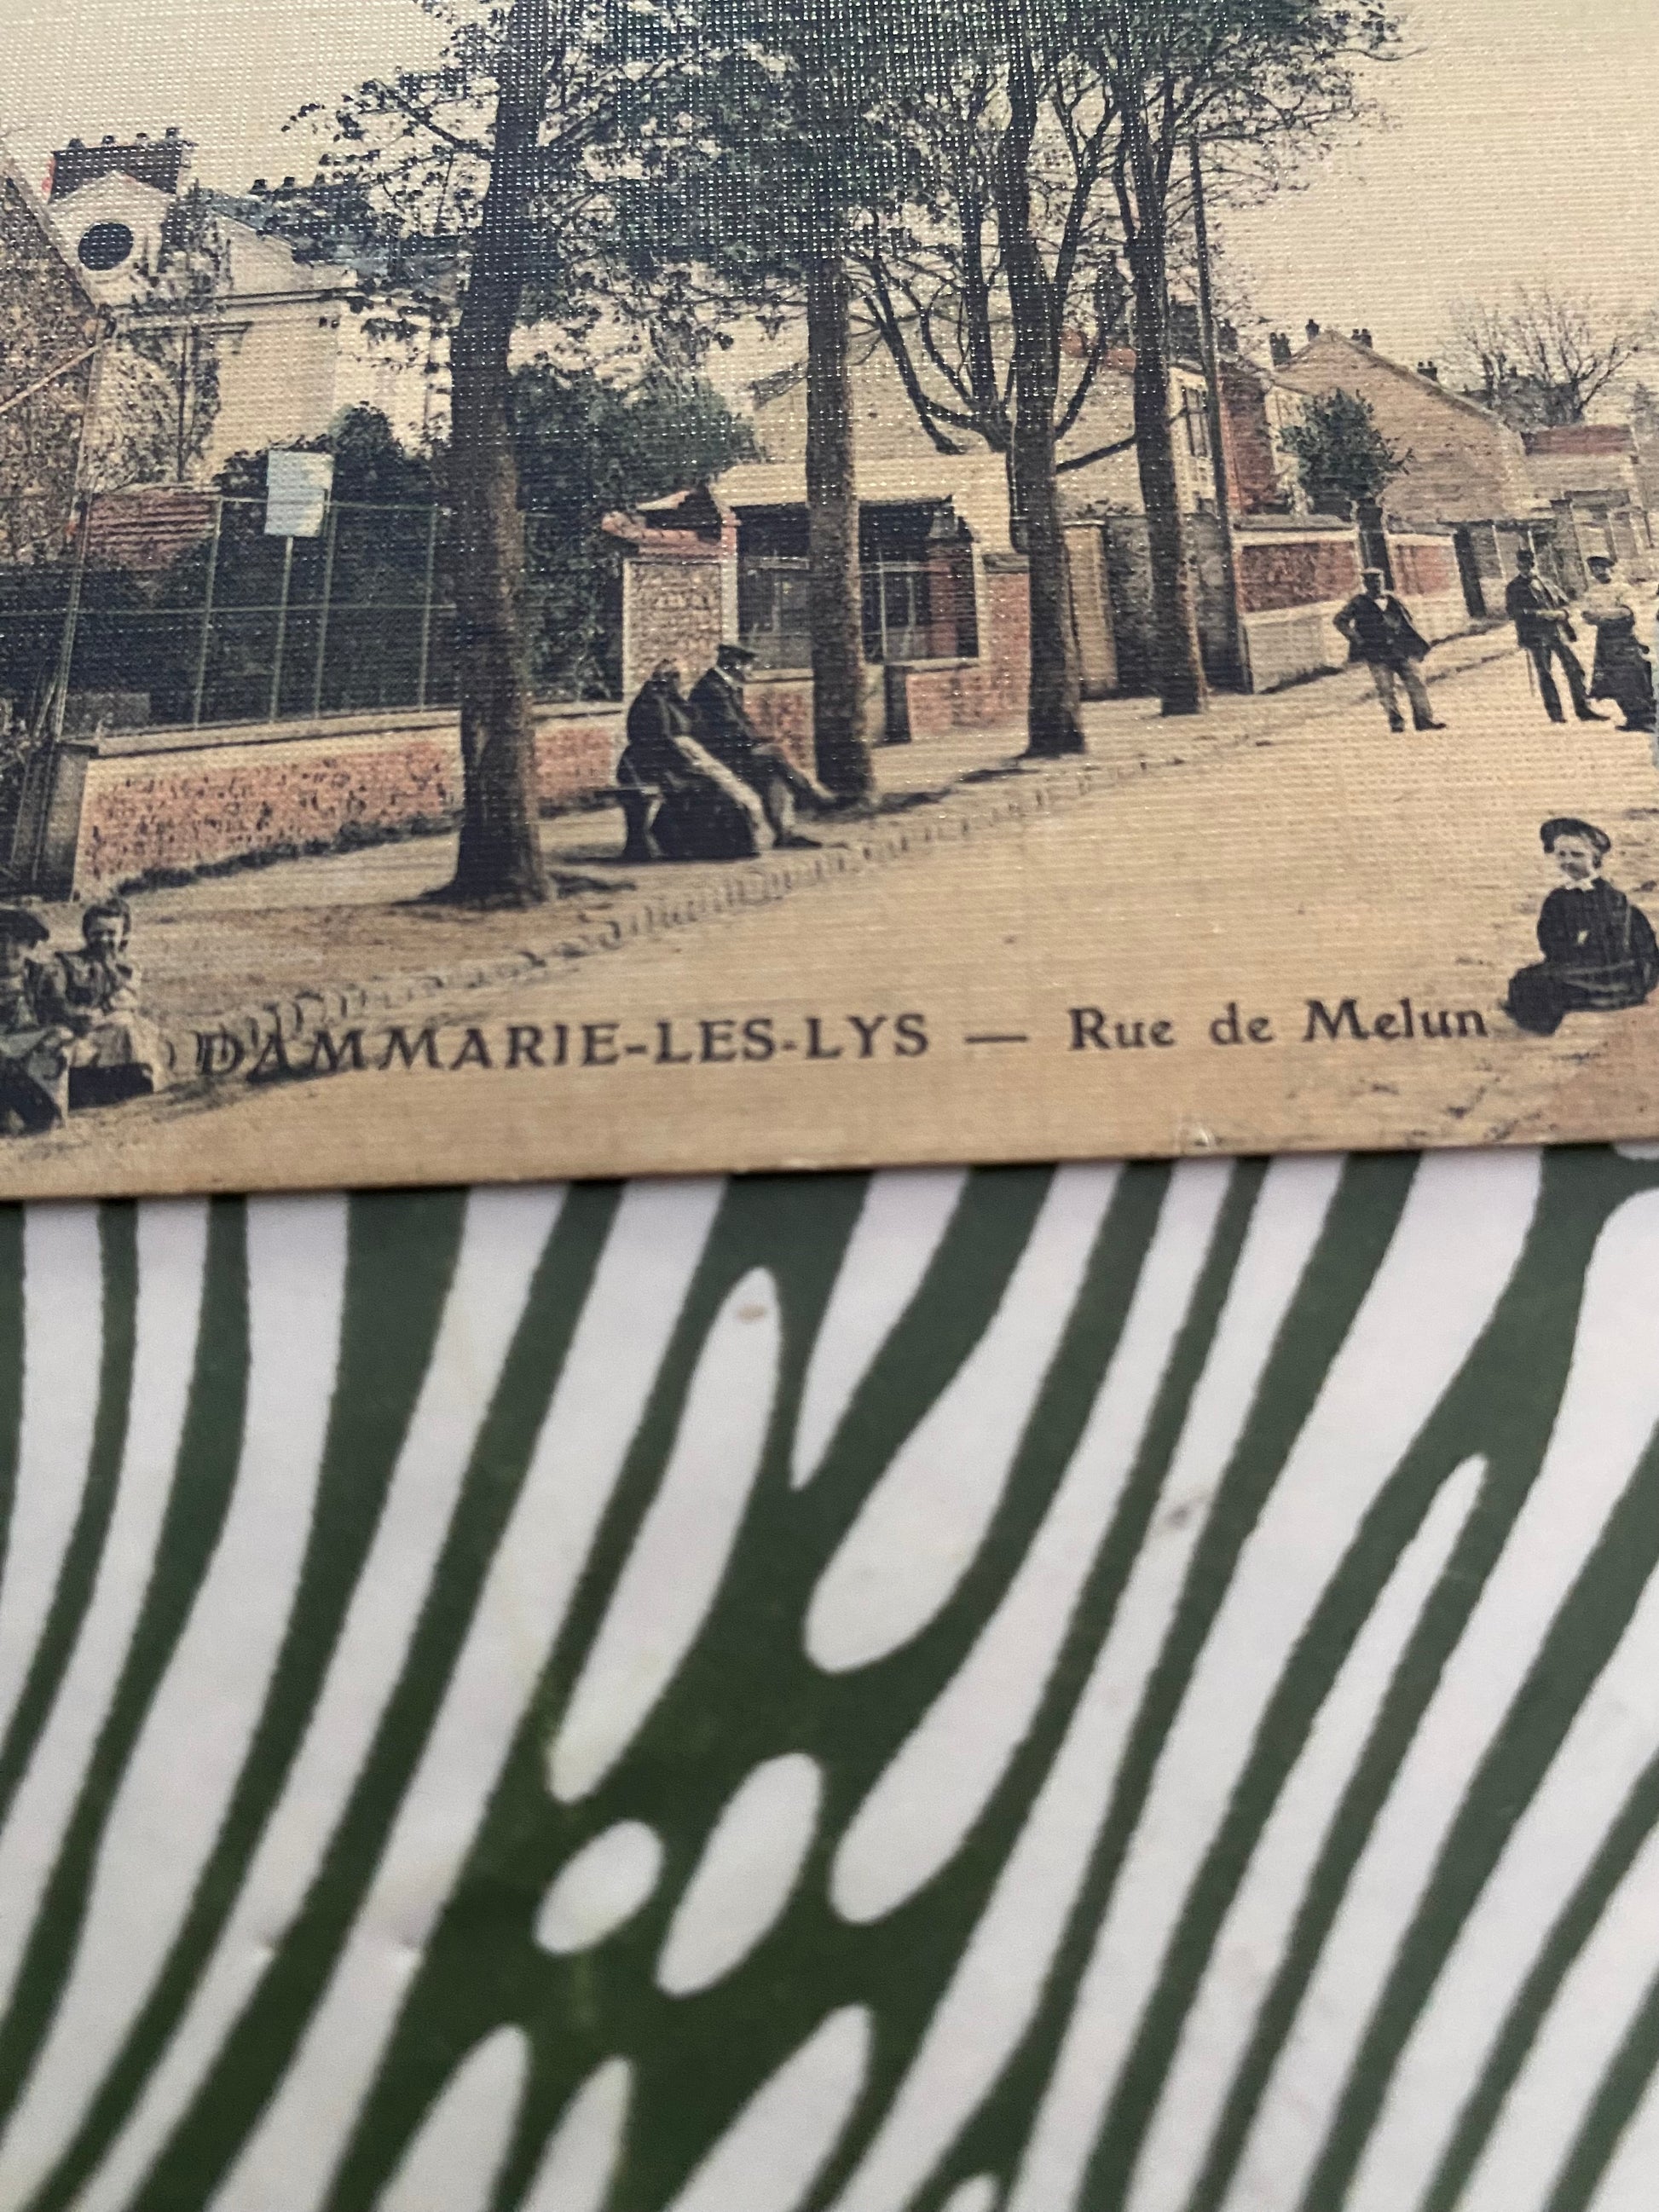 DAMMARIE-LES-LYS — Rue de Melun